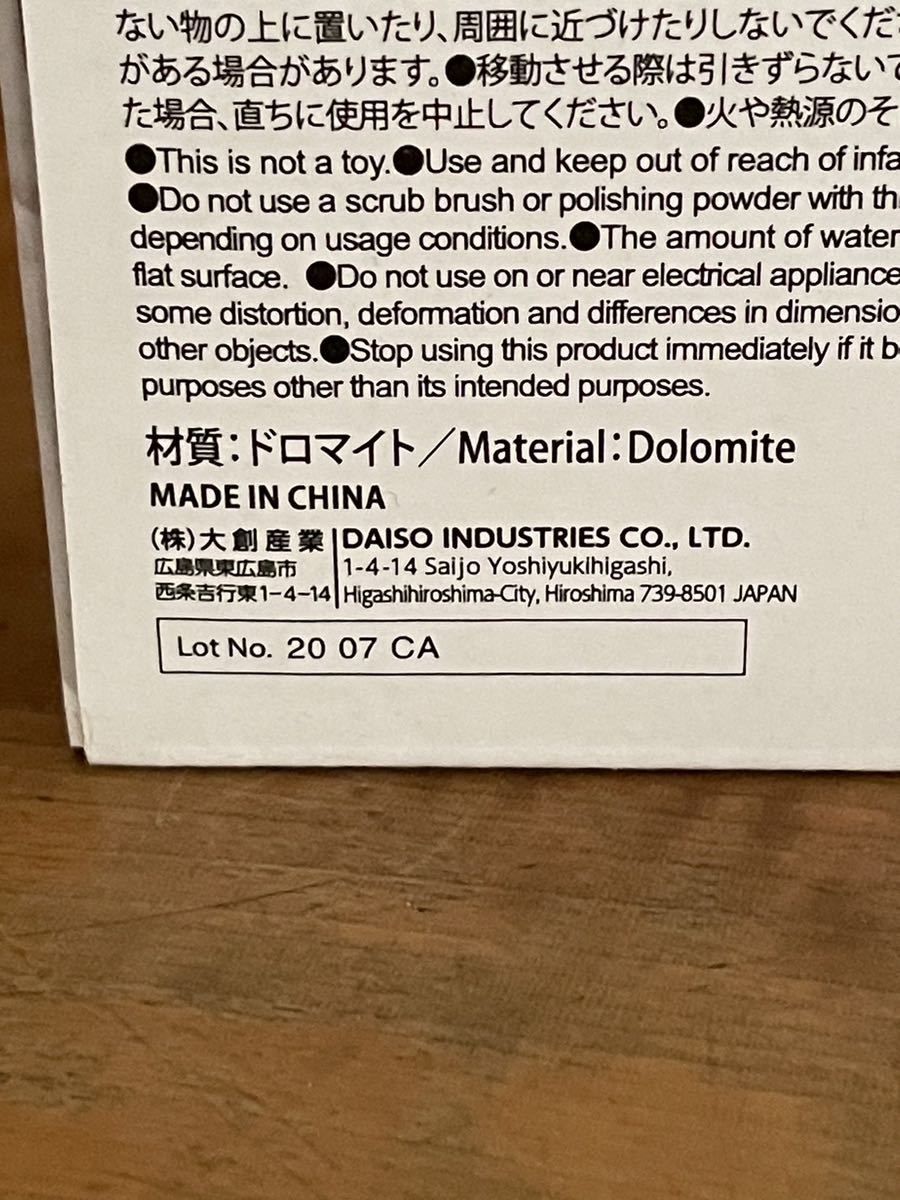 ない物の上に置いたり、周囲に近づけたりしないでくだ
がある場合があります。●移動させる際は引きずらない
た場合、直ちに使用を中止してください。●火や熱源のそ
●This is not a toy.●Use and keep out of reach of infa
●Do not use a scrub brush or polishing powder with th
depending on usage conditions.●The amount of water
flat surface. ●Do not use on or near electrical appliance
some distortion, deformation and differences in dimensio
other objects.●Stop using this product immediately if it b
purposes other than its intended purposes.
材質：ドロマイト／Material：Dolomite
MADE IN CHINA
(株)大創産業 DAISO INDUSTRIES CO., LTD.
広島県東広島市 1-4-14 Saijo Yoshiyukihigashi,
西条吉行東1-4-14 Higashihiroshima-City, Hiroshima 739-8501 JAPAN
Lot No. 20 07 CA